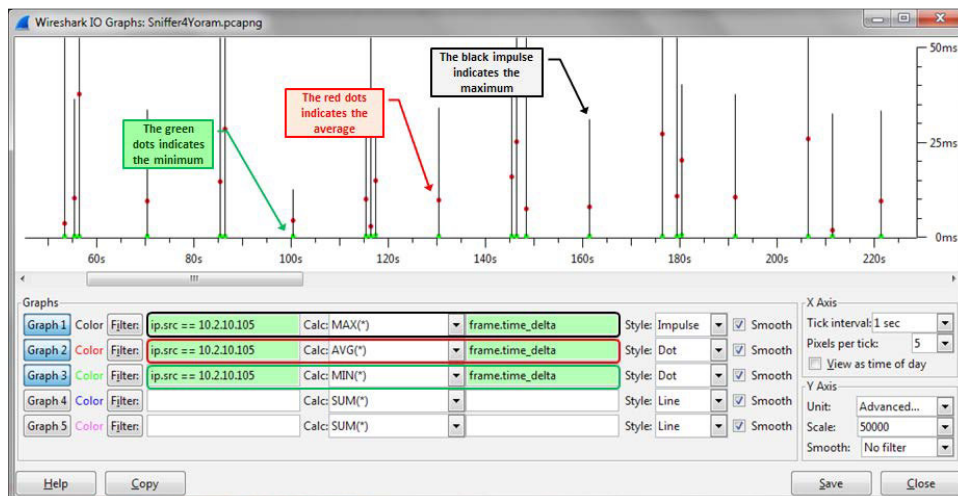 Wireshark IO Graphs: Sniffer4Yoram.pcapng
50ms
25ms
0ms
The black impulse
indicates the
maximum
The red dots
indicates the
average
The green
dots indicates
the minimum
60s 80s 100s 120s 140s 160s 180s 200s 220s
Graphs
Graph 1 Color Filter: ip.src == 10.2.10.105 Calc: MAX(*) frame.time_delta Style: Impulse Smooth
Graph 2 Color Filter: ip.src == 10.2.10.105 Calc: AVG(*) frame.time_delta Style: Dot Smooth
Graph 3 Color Filter: ip.src == 10.2.10.105 Calc: MIN(*) frame.time_delta Style: Dot Smooth
Graph 4 Color Filter: Calc: SUM(*) Style: Line Smooth
Graph 5 Color Filter: Calc: SUM(*) Style: Line Smooth
X Axis
Tick interval: 1 sec
Pixels per tick: 5
View as time of day
Y Axis
Unit: Advanced...
Scale: 50000
Smooth: No filter
Help Copy Save Close